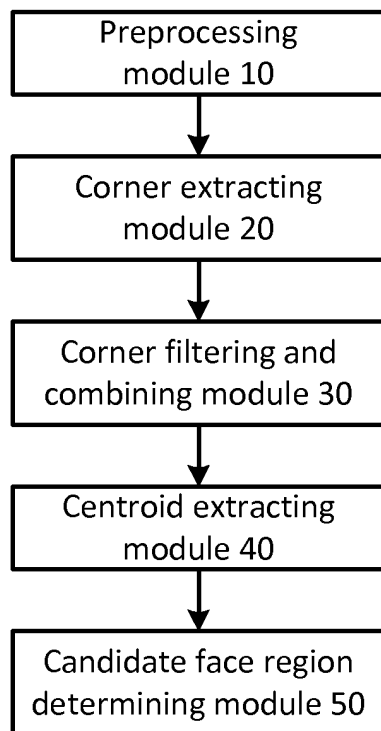 Preprocessing
module 10
Corner extracting
module 20
Corner filtering and
combining module 30
Centroid extracting
module 40
Candidate face region
determining module 50